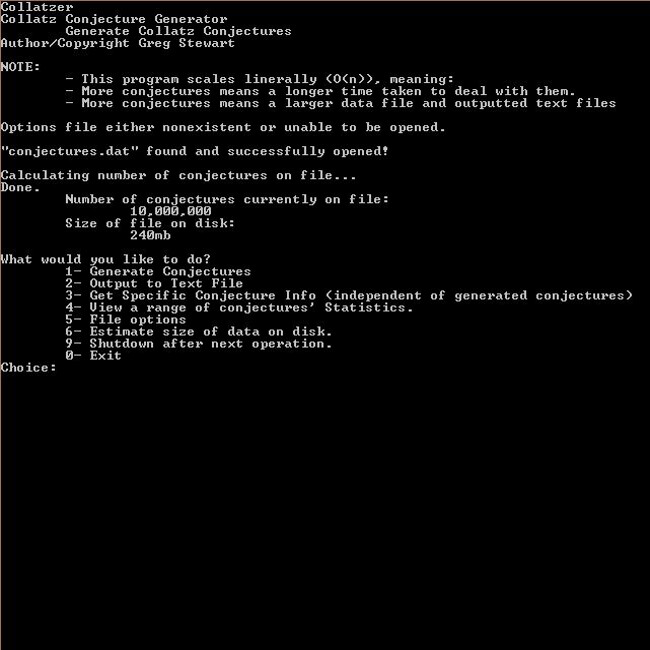 Collatzer
Collatz Conjecture Generator
Generate Collatz Conjectures
Author/Copyright Greg Stewart
NOTE:
- This program scales linerally (O(n)), meaning:
- More conjectures means a longer time taken to deal with them.
- More conjectures means a larger data file and outputted text files
Options file either nonexistent or unable to be opened.
"conjectures.dat" found and successfully opened!
Calculating number of conjectures on file...
Done.
Number of conjectures currently on file:
10,000,000
Size of file on disk:
240mb
What would you like to do?
1- Generate Conjectures
2- Output to Text File
3- Get Specific Conjecture Info (independent of generated conjectures)
4- View a range of conjectures' Statistics.
5- File options
6- Estimate size of data on disk.
9- Shutdown after next operation.
0- Exit
Choice: